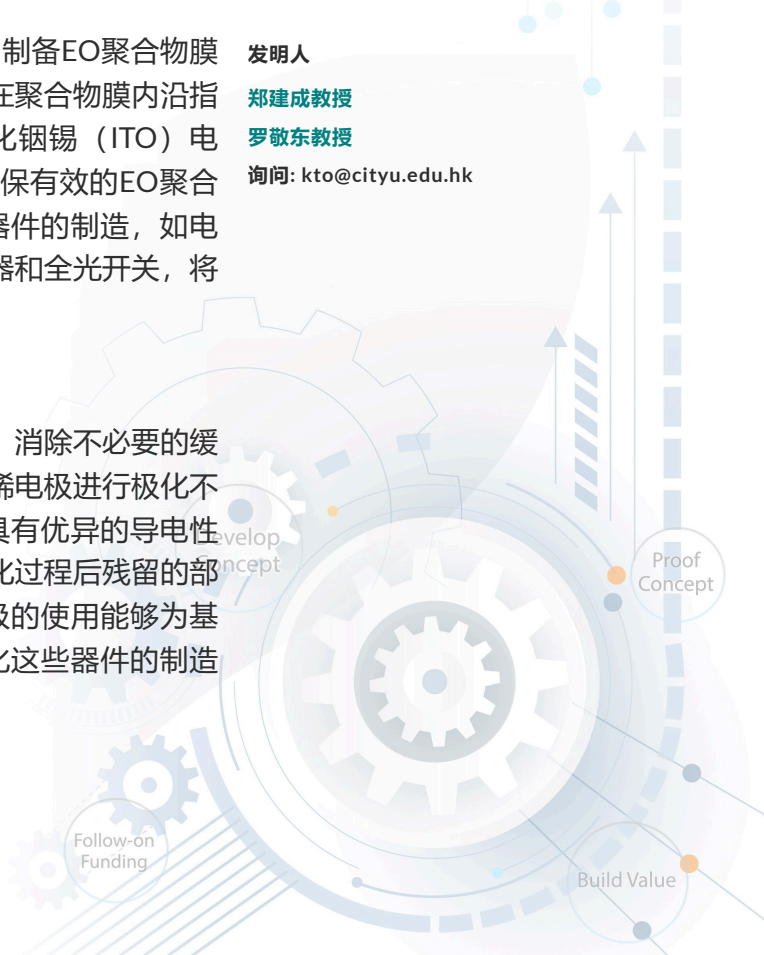 制备EO聚合物膜
在聚合物膜内沿指
化铟锡（ITO）电
保有效的EO聚合
器件的制造，如电
器和全光开关，将
消除不必要的缓
烯电极进行极化不
具有优异的导电性
化过程后残留的部
极的使用能够为基
化这些器件的制造
发明人
郑建成教授
罗敬东教授
询问: kto@cityu.edu.hk
Develop
Concept
Proof
Concept
Follow-on
Funding
Build Value